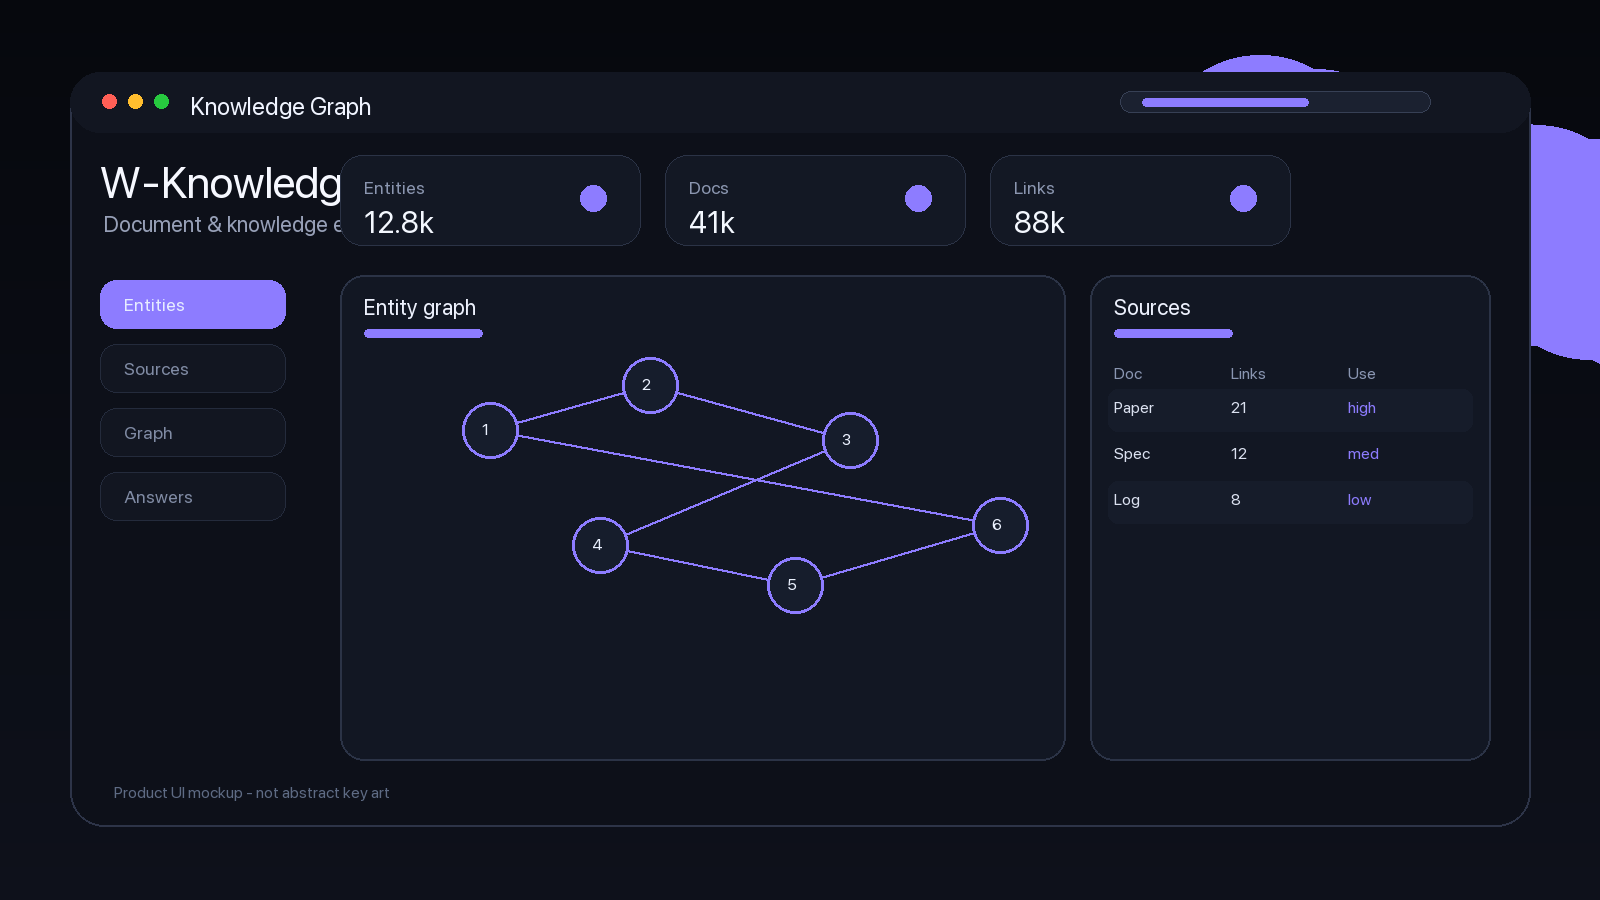 Knowledge Graph
W-Knowledg
Document & knowledge e
Entities
12.8k
Docs
41k
Links
88k
Entities
Sources
Graph
Answers
Entity graph
1
2
3
4
5
6
Sources
Doc Links Use
Paper 21 high
Spec 12 med
Log 8 low
Product UI mockup - not abstract key art